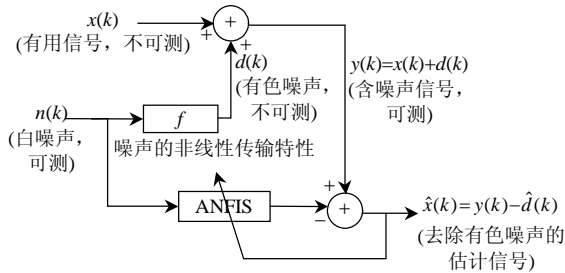 x(k)
(有用信号，不可测)
+
+
+
d(k)
(有色噪声，
不可测)
y(k)=x(k)+d(k)
(含噪声信号，
可测)
n(k)
(白噪声，
可测)
f
噪声的非线性传输特性
ANFIS
+
−
+
x̂(k)= y(k)−d̂(k)
(去除有色噪声的
估计信号)